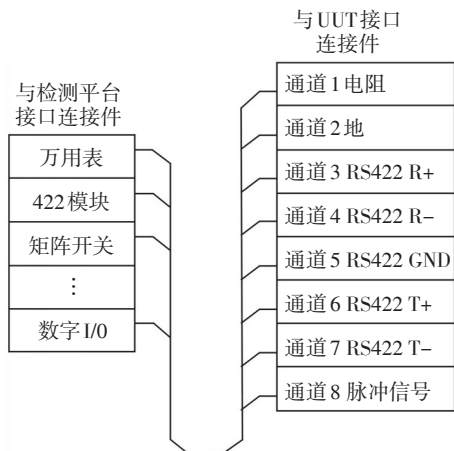 与检测平台
接口连接件
万用表
422模块
矩阵开关
⋮
数字I/0
与UUT接口
连接件
通道1电阻
通道2地
通道3 RS422 R+
通道4 RS422 R-
通道5 RS422 GND
通道6 RS422 T+
通道7 RS422 T-
通道8 脉冲信号